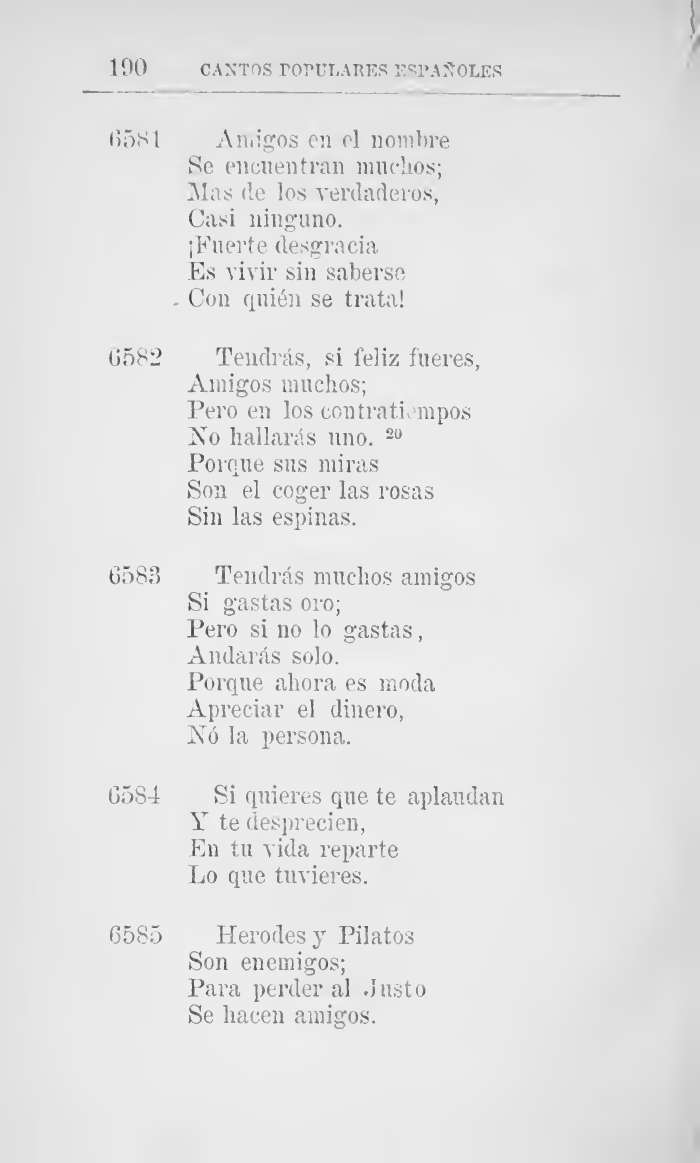 190 CANTOS POPULARES ESPAÑOLES
6581 Amigos en el nombre
Se encuentran muchos;
Mas de los verdaderos,
Casi ninguno.
¡Fuerte desgracia
Es vivir sin saberse
Con quién se trata!
6582 Tendrás, si feliz fueres,
Amigos muchos;
Pero en los contratiempos
No hallarás uno. 20
Porque sus miras
Son el coger las rosas
Sin las espinas.
6583 Tendrás muchos amigos
Si gastas oro;
Pero si no lo gastas,
Andarás solo.
Porque ahora es moda
Apreciar el dinero,
Nó la persona.
6584 Si quieres que te aplaudan
Y te desprecien,
En tu vida reparte
Lo que tuvieres.
6585 Herodes y Pilatos
Son enemigos;
Para perder al Justo
Se hacen amigos.